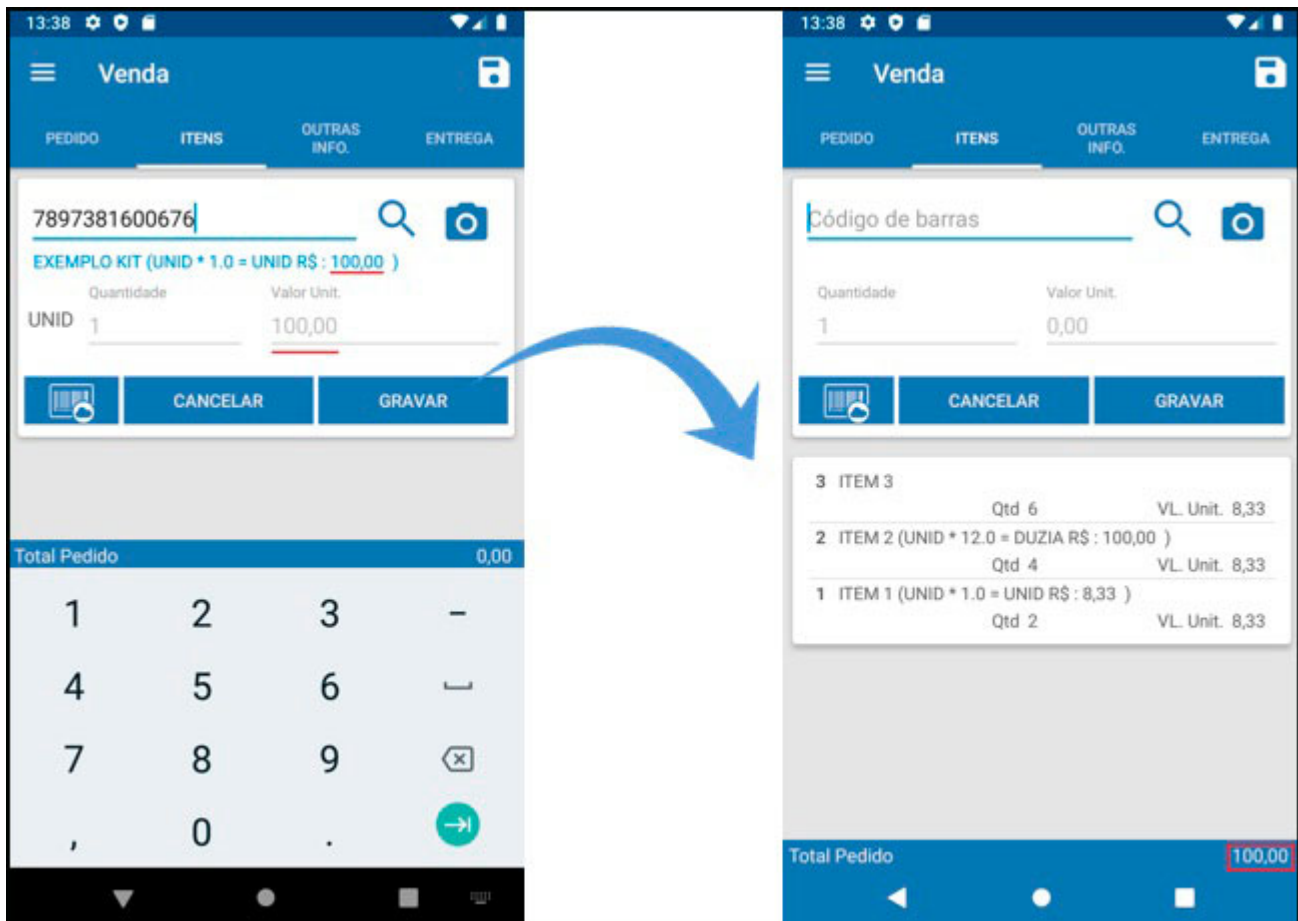 13:38
Venda
PEDIDO ITENS OUTRAS INFO. ENTREGA
7897381600676
EXEMPLO KIT (UNID * 1.0 = UNID R$ : 100,00 )
Quantidade Valor Unit.
UNID 1 100,00
CANCELAR GRAVAR
Total Pedido 0,00
1 2 3 -
4 5 6
7 8 9
, 0 .
13:38
Venda
PEDIDO ITENS OUTRAS INFO. ENTREGA
Código de barras
Quantidade Valor Unit.
1 0,00
CANCELAR GRAVAR
3 ITEM 3
Qtd 6 VL. Unit. 8,33
2 ITEM 2 (UNID * 12.0 = DUZIA R$ : 100,00 )
Qtd 4 VL. Unit. 8,33
1 ITEM 1 (UNID * 1.0 = UNID R$ : 8,33 )
Qtd 2 VL. Unit. 8,33
Total Pedido 100,00